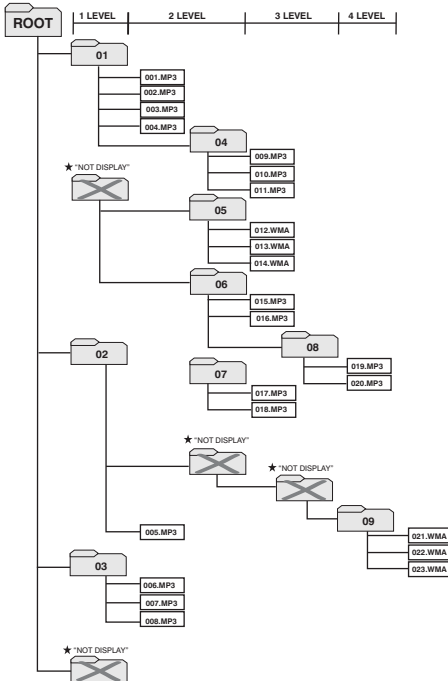 ROOT
1 LEVEL 2 LEVEL 3 LEVEL 4 LEVEL
01
001.MP3
002.MP3
003.MP3
004.MP3
04
009.MP3
010.MP3
011.MP3
★ "NOT DISPLAY"
05
012.WMA
013.WMA
014.WMA
06
015.MP3
016.MP3
08
019.MP3
020.MP3
02
07
017.MP3
018.MP3
★ "NOT DISPLAY"
★ "NOT DISPLAY"
09
021.WMA
022.WMA
023.WMA
005.MP3
03
006.MP3
007.MP3
008.MP3
★ "NOT DISPLAY"